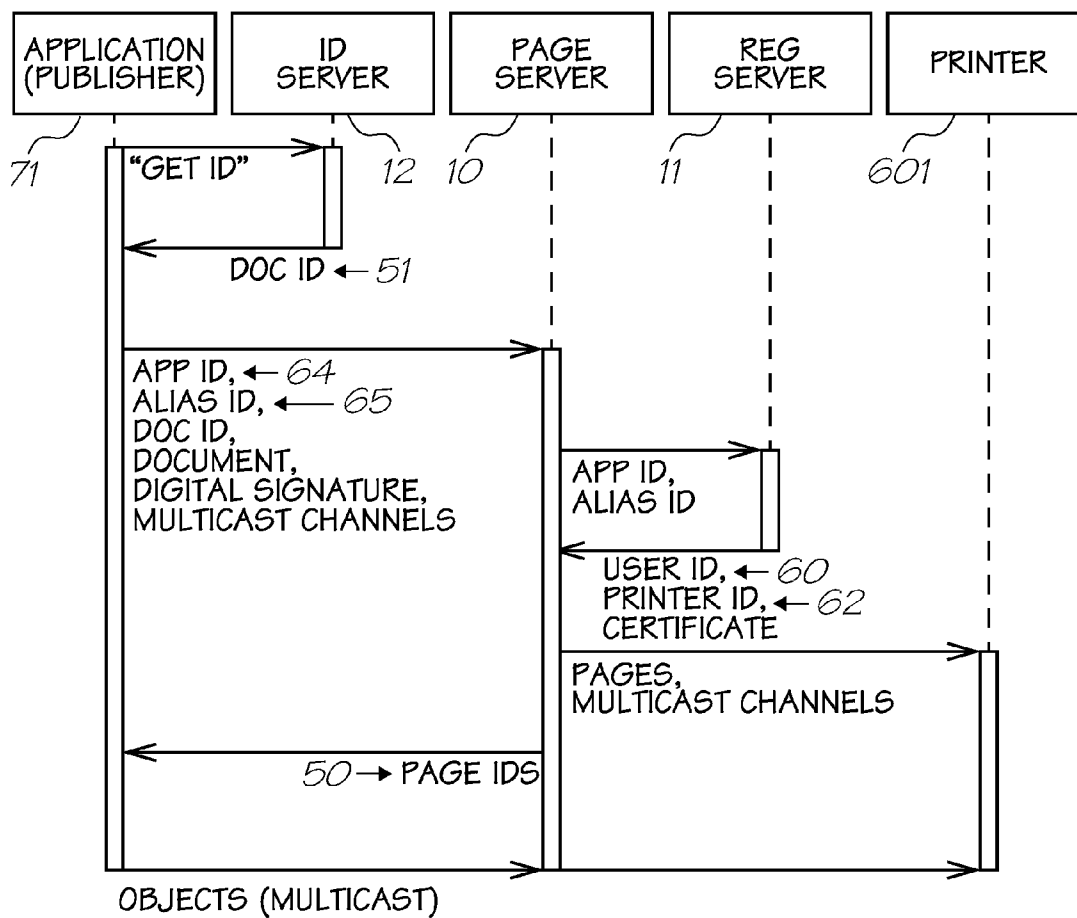 APPLICATION
(PUBLISHER)
ID
SERVER
PAGE
SERVER
REG
SERVER
PRINTER
71
12
10
11
601
"GET ID"
DOC ID 51
APP ID, 64
ALIAS ID, 65
DOC ID,
DOCUMENT,
DIGITAL SIGNATURE,
MULTICAST CHANNELS
APP ID,
ALIAS ID
USER ID, 60
PRINTER ID, 62
CERTIFICATE
PAGES,
MULTICAST CHANNELS
50 PAGE IDS
OBJECTS (MULTICAST)